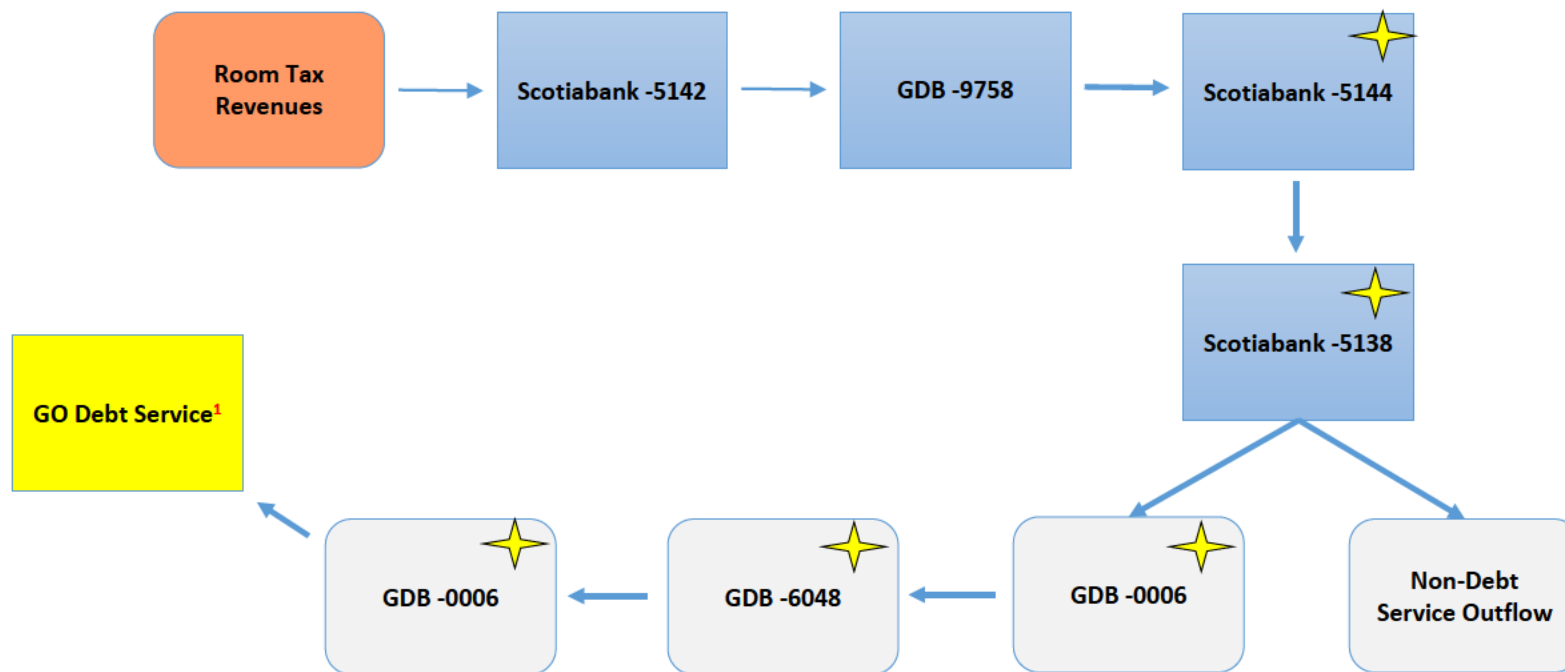 Room Tax
Revenues
Scotiabank -5142
GDB -9758
Scotiabank -5144
Scotiabank -5138
GO Debt Service¹
GDB -0006
GDB -6048
GDB -0006
Non-Debt
Service Outflow